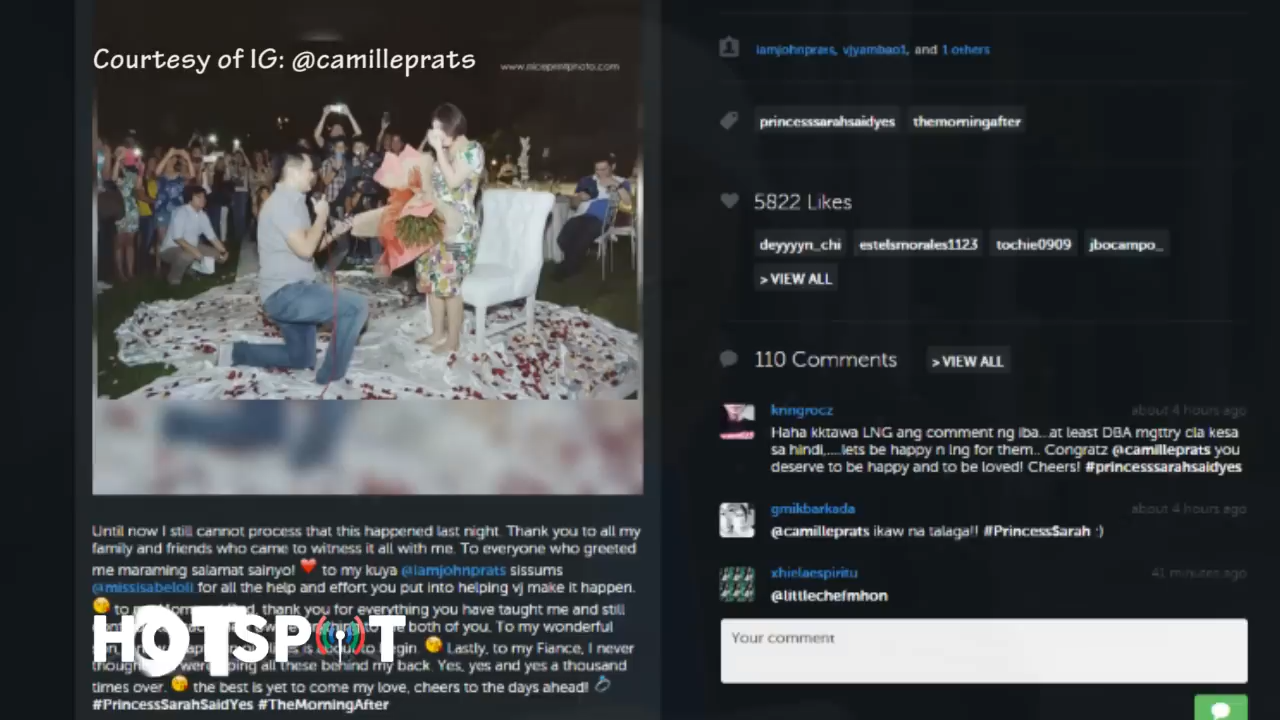 Courtesy of IG: @camilleprats
www.niceprintphoto.com
Until now I still cannot process that this happened last night. Thank you to all my
family and friends who came to witness it all with me. To everyone who greeted
me maraming salamat sainyo! ❤️ to my kuya @iamjohnprats sissums
@missisabeloli for all the help and effort you put into helping vj make it happen.
😘 to thank you for everything you have taught me and still
both of you. To my wonderful
begin. 😘 Lastly, to my Fiance, I never
all these behind my back. Yes, yes and yes a thousand
times over. 😘 the best is yet to come my love, cheers to the days ahead! 💍
#PrincessSarahSaidYes #TheMorningAfter
HOTSPOT
iamjohnprats, vjyambao1, and 1 others
princesssarahsaidyes themorningafter
5822 Likes
deyyyyn_chi estelsmorales1123 tochie0909 jbocampo_
> VIEW ALL
110 Comments > VIEW ALL
knngrocz about 4 hours ago
Haha kktawa LNG ang comment ng iba...at least DBA mgttry cla kesa
sa hindi,....lets be happy n lng for them.. Congratz @camilleprats you
deserve to be happy and to be loved! Cheers! #princesssarahsaidyes
gmikbarkada about 4 hours ago
@camilleprats ikaw na talaga!! #PrincessSarah :)
xhielaespiritu 41 minutes ago
@littlechefmhon
Your comment